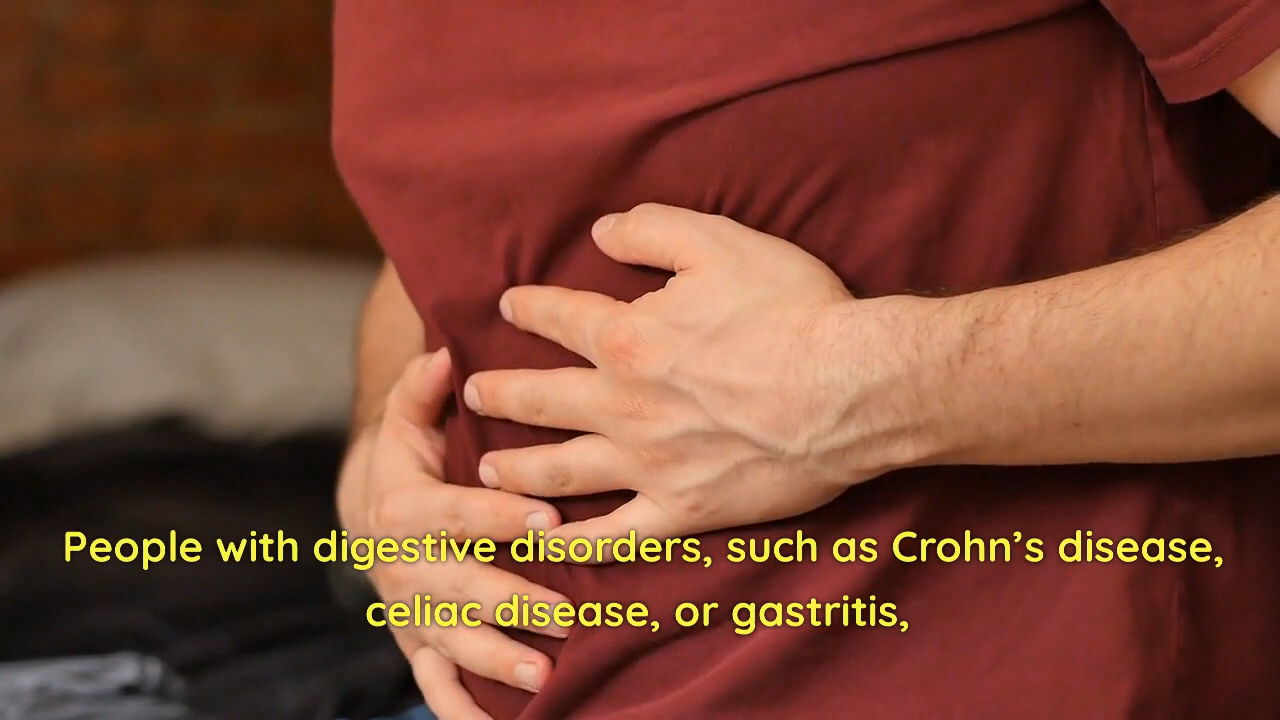 People with digestive disorders, such as Crohn’s disease,
celiac disease, or gastritis,